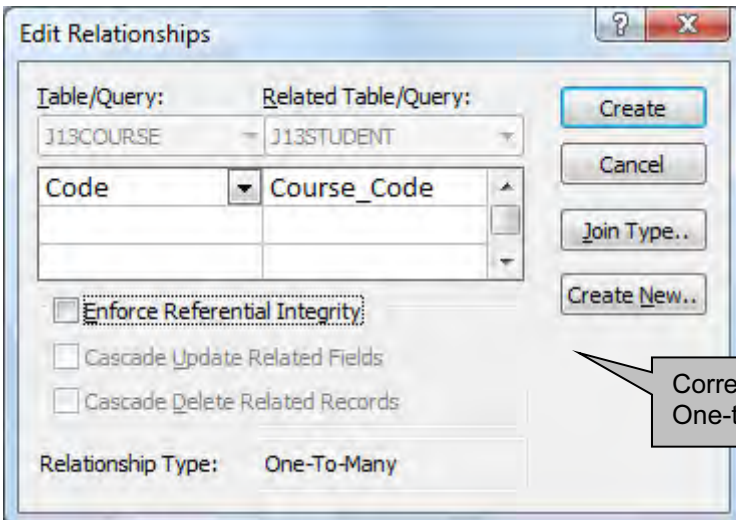 Edit Relationships
Table/Query: Related Table/Query:
Create
J13COURSE J13STUDENT
Cancel
Code Course_Code
Join Type..
Create New..
Enforce Referential Integrity
Cascade Update Related Fields
Cascade Delete Related Records
Relationship Type: One-To-Many